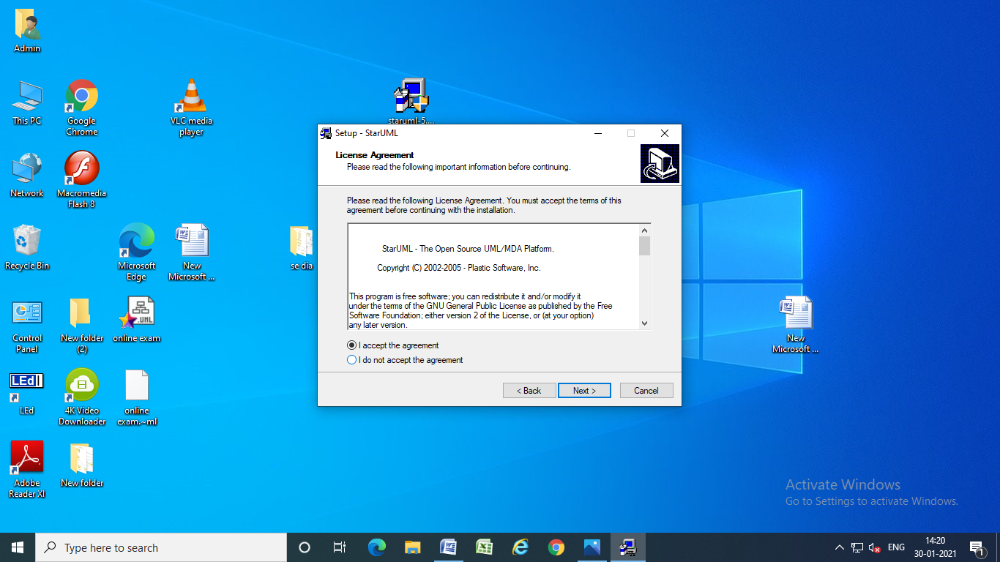 Admin
This PC
Google
Chrome
VLC media
player
staruml-5....
Network
Macromedia
Flash 8
Recycle Bin
Microsoft
Edge
New
Microsoft ...
se dia
Control
Panel
New folder
(2)
.UML
online exam
LEd
LEd
4K Video
Downloader
online
exam.~ml
Adobe
Reader XI
New folder
New
Microsoft ...
Setup - StarUML
License Agreement
Please read the following important information before continuing.
Please read the following License Agreement. You must accept the terms of this
agreement before continuing with the installation.
StarUML - The Open Source UML/MDA Platform.
Copyright (C) 2002-2005 - Plastic Software, Inc.
This program is free software; you can redistribute it and/or modify it
under the terms of the GNU General Public License as published by the Free
Software Foundation; either version 2 of the License, or (at your option)
any later version.
I accept the agreement
I do not accept the agreement
< Back
Next >
Cancel
Activate Windows
Go to Settings to activate Windows.
Type here to search
ENG
14:20
30-01-2021
1